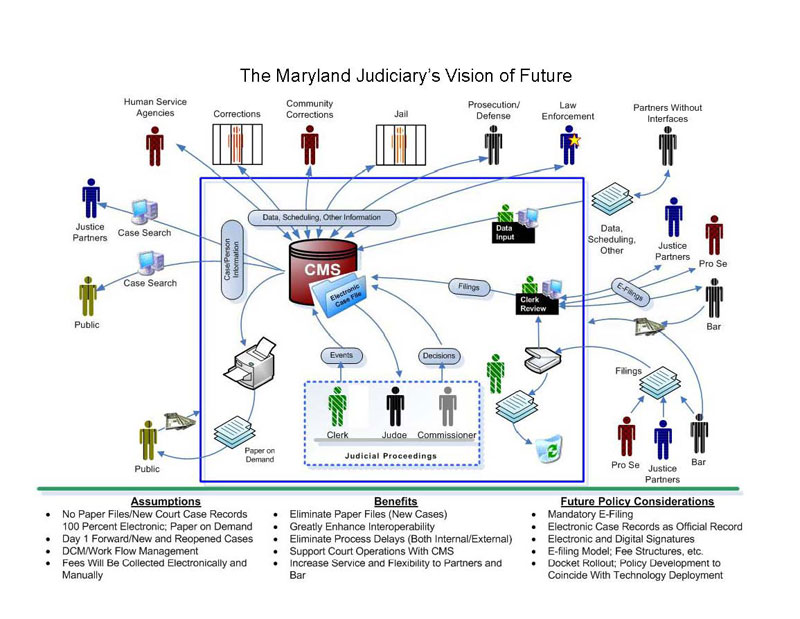 The Maryland Judiciary's Vision of Future
Human Service
Agencies
Corrections
Community
Corrections
Jail
Prosecution/
Defense
Law
Enforcement
Partners Without
Interfaces
Justice
Partners
Case Search
Case Search
Public
Case/Person
Information
Data, Scheduling, Other Information
CMS
Electronic
Case File
Data
Input
Data,
Scheduling,
Other
Justice
Partners
Pro Se
Bar
Filings
Clerk
Review
E-Filings
Events
Decisions
Clerk
Judge
Commissioner
Judicial Proceedings
Public
Paper on
Demand
Filings
Pro Se
Justice
Partners
Bar
Assumptions
• No Paper Files/New Court Case Records
100 Percent Electronic; Paper on Demand
• Day 1 Forward/New and Reopened Cases
• DCM/Work Flow Management
• Fees Will Be Collected Electronically and
Manually
Benefits
• Eliminate Paper Files (New Cases)
• Greatly Enhance Interoperability
• Eliminate Process Delays (Both Internal/External)
• Support Court Operations With CMS
• Increase Service and Flexibility to Partners and
Bar
Future Policy Considerations
• Mandatory E-Filing
• Electronic Case Records as Official Record
• Electronic and Digital Signatures
• E-filing Model; Fee Structures, etc.
• Docket Rollout; Policy Development to
Coincide With Technology Deployment